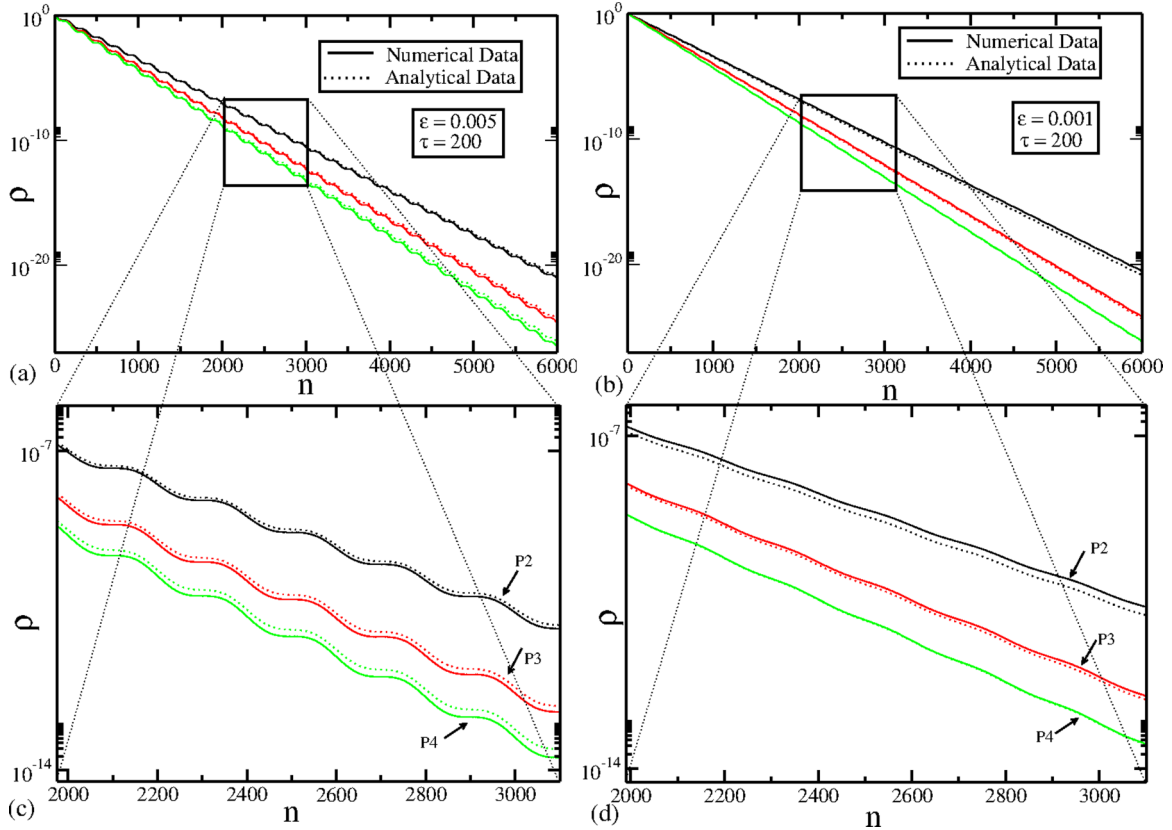 10^0
10^-10
10^-20
ρ
Numerical Data
Analytical Data
ε = 0.005
τ = 200
0 1000 2000 3000 4000 5000 6000
(a)
n
10^0
10^-10
10^-20
ρ
Numerical Data
Analytical Data
ε = 0.001
τ = 200
0 1000 2000 3000 4000 5000 6000
(b)
n
10^-7
10^-14
ρ
P2
P3
P4
2000 2200 2400 2600 2800 3000
(c)
n
10^-7
10^-14
ρ
P2
P3
P4
2000 2200 2400 2600 2800 3000
(d)
n